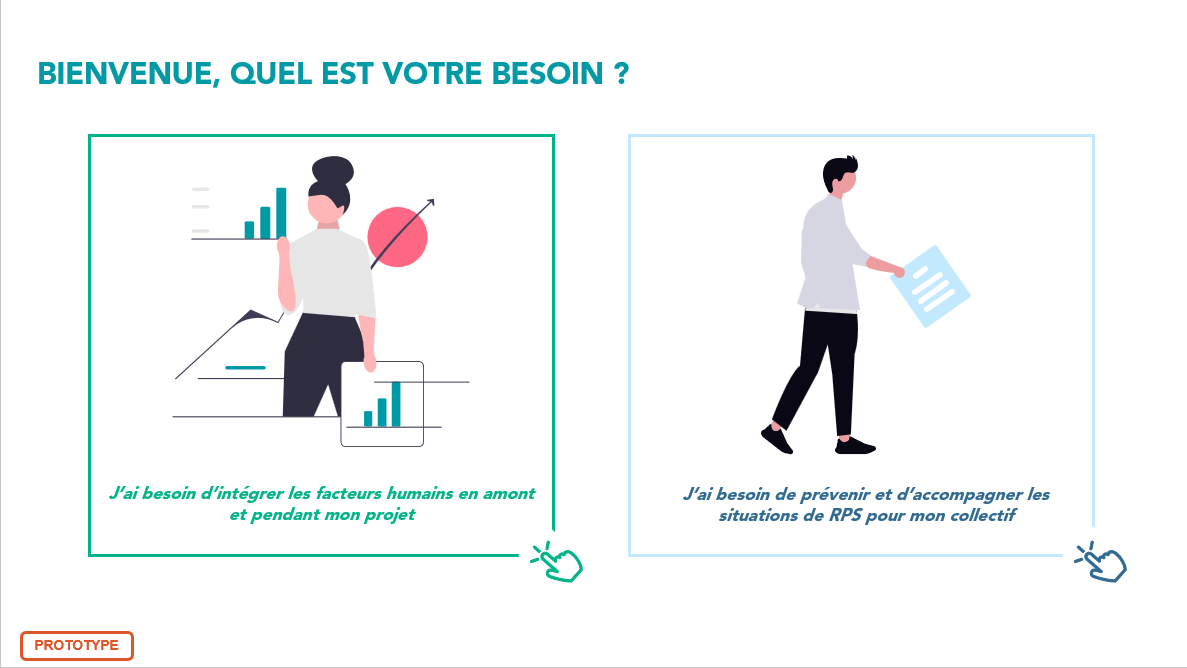 BIENVENUE, QUEL EST VOTRE BESOIN ?
J’ai besoin d’intégrer les facteurs humains en amont
et pendant mon projet
J’ai besoin de prévenir et d’accompagner les
situations de RPS pour mon collectif
PROTOTYPE